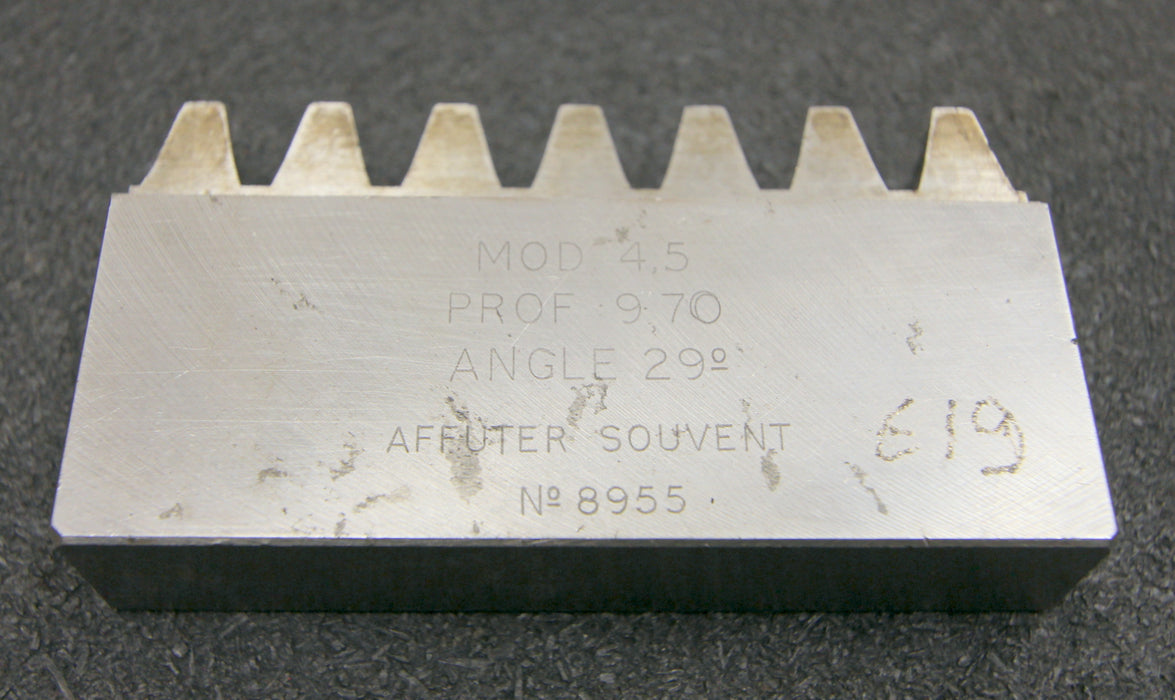 MOD 4,5
PROF 9.70
ANGLE 29º
AFFUTER SOUVENT
Nº 8955
E19